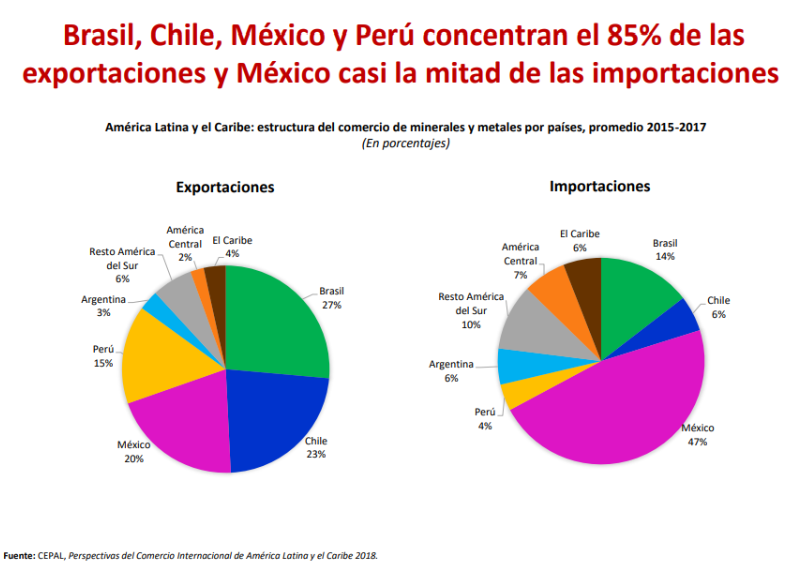 Brasil, Chile, México y Perú concentran el 85% de las
exportaciones y México casi la mitad de las importaciones
América Latina y el Caribe: estructura del comercio de minerales y metales por países, promedio 2015-2017
(En porcentajes)
Exportaciones
América
Central
2%
El Caribe
4%
Resto América
del Sur
6%
Argentina
3%
Perú
15%
México
20%
Chile
23%
Brasil
27%
Importaciones
El Caribe
6%
América
Central
7%
Resto América
del Sur
10%
Argentina
6%
Perú
4%
México
47%
Chile
6%
Brasil
14%
Fuente: CEPAL, Perspectivas del Comercio Internacional de América Latina y el Caribe 2018.